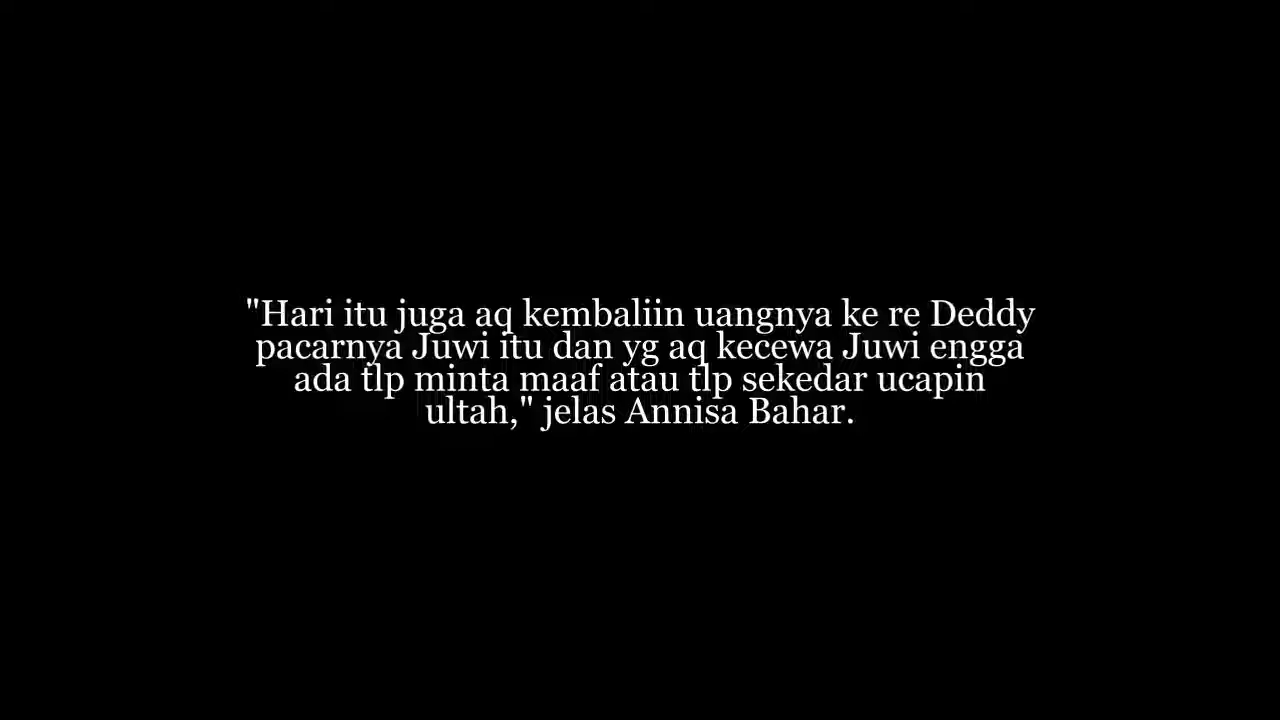 "Hari itu juga aq kembaliin uangnya ke re Deddy
pacarnya Juwi itu dan yg aq kecewa Juwi engga
ada tlp minta maaf atau tlp sekedar ucapin
ultah," jelas Annisa Bahar.